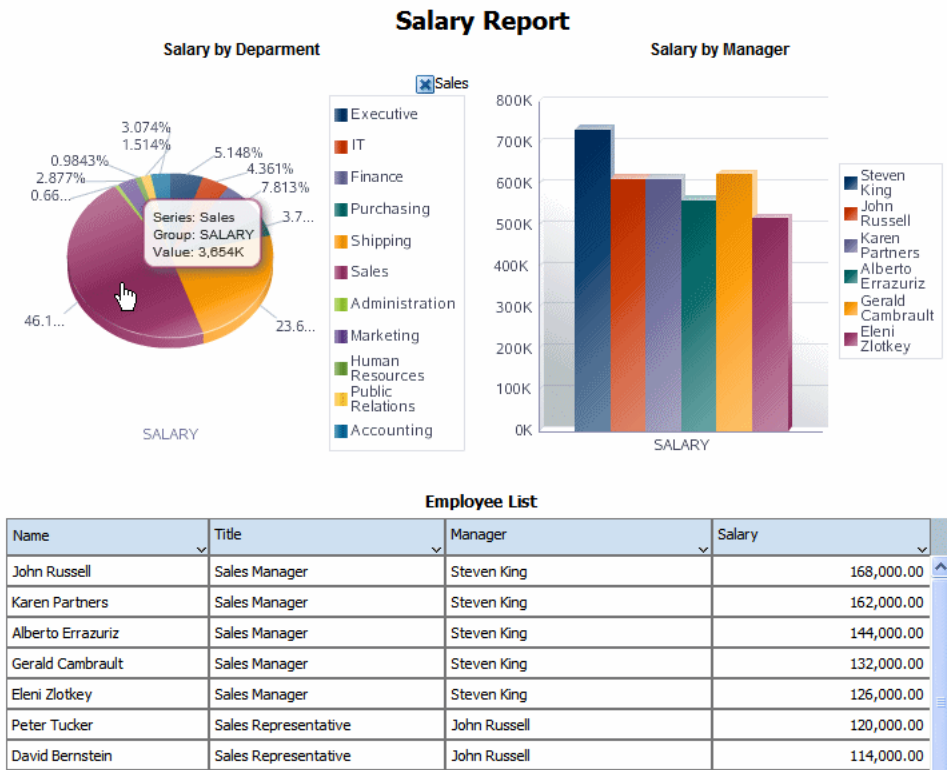 Salary Report
Salary by Deparment
Salary by Manager
Sales
3.074%
1.514%
0.9843%
2.877%
0.66...
5.148%
4.361%
7.813%
3.7...
23.6...
46.1...
Series: Sales
Group: SALARY
Value: 3,654K
SALARY
Executive
IT
Finance
Purchasing
Shipping
Sales
Administration
Marketing
Human
Resources
Public
Relations
Accounting
800K
700K
600K
500K
400K
300K
200K
100K
0K
SALARY
Steven
King
John
Russell
Karen
Partners
Alberto
Errazuriz
Gerald
Cambrault
Eleni
Zlotkey
Employee List
Name Title Manager Salary
John Russell Sales Manager Steven King 168,000.00
Karen Partners Sales Manager Steven King 162,000.00
Alberto Errazuriz Sales Manager Steven King 144,000.00
Gerald Cambrault Sales Manager Steven King 132,000.00
Eleni Zlotkey Sales Manager Steven King 126,000.00
Peter Tucker Sales Representative John Russell 120,000.00
David Bernstein Sales Representative John Russell 114,000.00